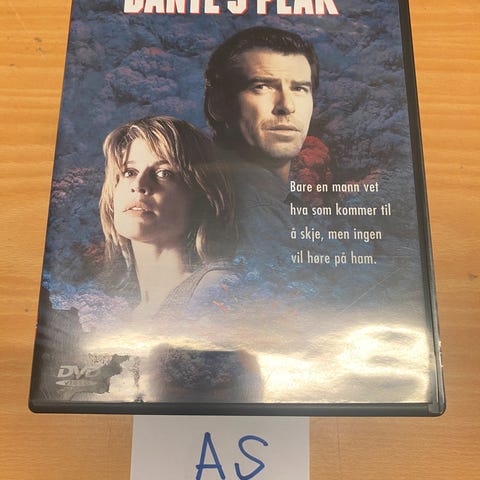 DANTE'S PEAK
Bare en mann vet
hva som kommer til
å skje, men ingen
vil høre på ham.
DVD
VIDEO
AS